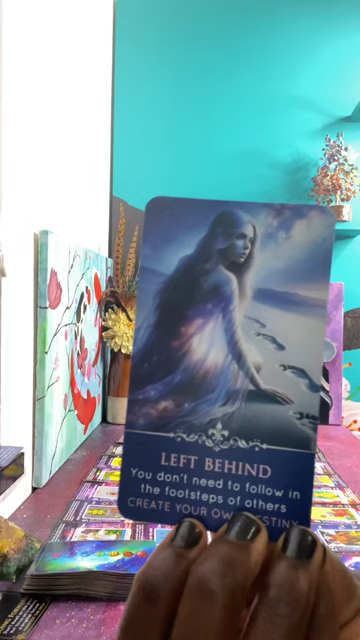 LEFT BEHIND
You don't need to follow in
the footsteps of others
CREATE YOUR OWN DESTINY